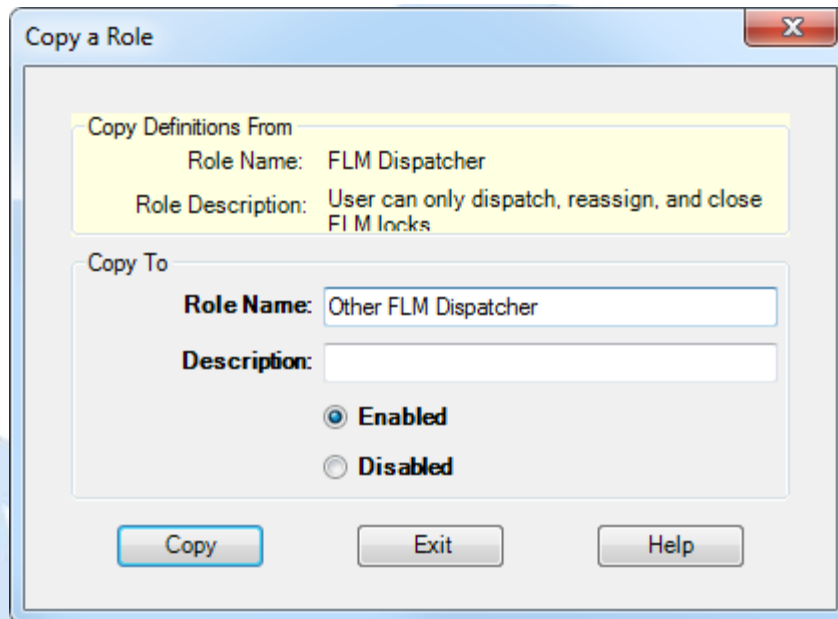 Copy a Role
Copy Definitions From
Role Name: FLM Dispatcher
Role Description: User can only dispatch, reassign, and close
FLM locks
Copy To
Role Name: Other FLM Dispatcher
Description:
Enabled
Disabled
Copy Exit Help